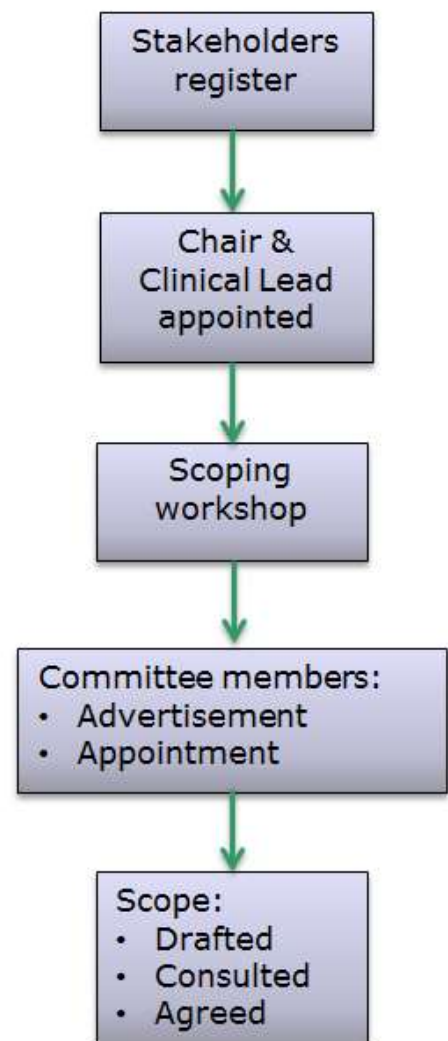 Stakeholders
register
Chair &
Clinical Lead
appointed
Scoping
workshop
Committee members:
• Advertisement
• Appointment
Scope:
• Drafted
• Consulted
• Agreed